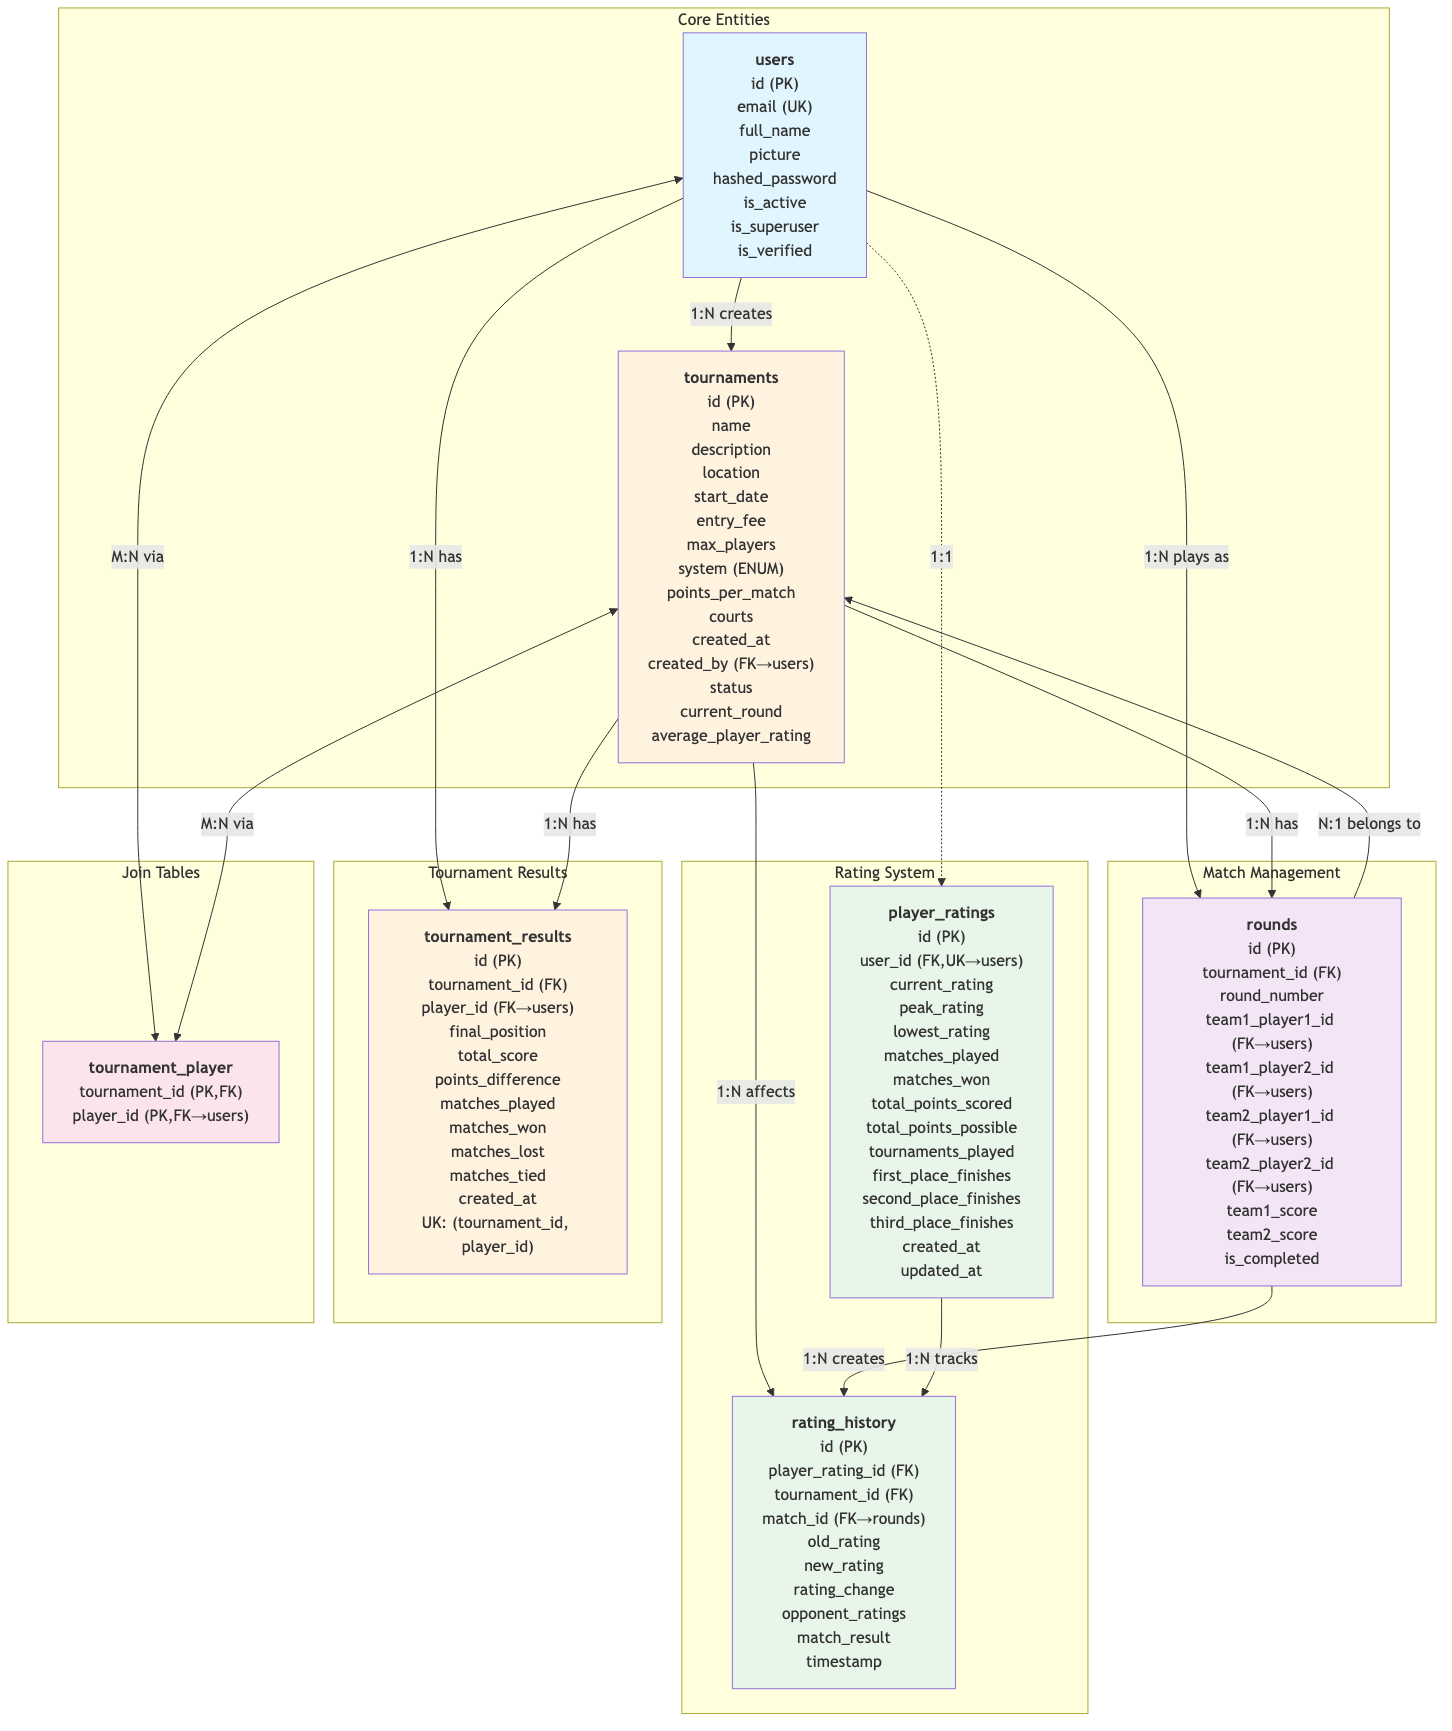 Core Entities
users
id (PK)
email (UK)
full_name
picture
hashed_password
is_active
is_superuser
is_verified
1:N creates
tournaments
id (PK)
name
description
location
start_date
entry_fee
max_players
system (ENUM)
points_per_match
courts
created_at
created_by (FK→users)
status
current_round
average_player_rating
M:N via
1:N has
1:1
1:N plays as
M:N via
1:N has
1:N has
N:1 belongs to
Join Tables
tournament_player
tournament_id (PK,FK)
player_id (PK,FK→users)
Tournament Results
tournament_results
id (PK)
tournament_id (FK)
player_id (FK→users)
final_position
total_score
points_difference
matches_played
matches_won
matches_lost
matches_tied
created_at
UK: (tournament_id,
player_id)
Rating System
player_ratings
id (PK)
user_id (FK,UK→users)
current_rating
peak_rating
lowest_rating
matches_played
matches_won
total_points_scored
total_points_possible
tournaments_played
first_place_finishes
second_place_finishes
third_place_finishes
created_at
updated_at
1:N affects
Match Management
rounds
id (PK)
tournament_id (FK)
round_number
team1_player1_id
(FK→users)
team1_player2_id
(FK→users)
team2_player1_id
(FK→users)
team2_player2_id
(FK→users)
team1_score
team2_score
is_completed
1:N creates
1:N tracks
rating_history
id (PK)
player_rating_id (FK)
tournament_id (FK)
match_id (FK→rounds)
old_rating
new_rating
rating_change
opponent_ratings
match_result
timestamp